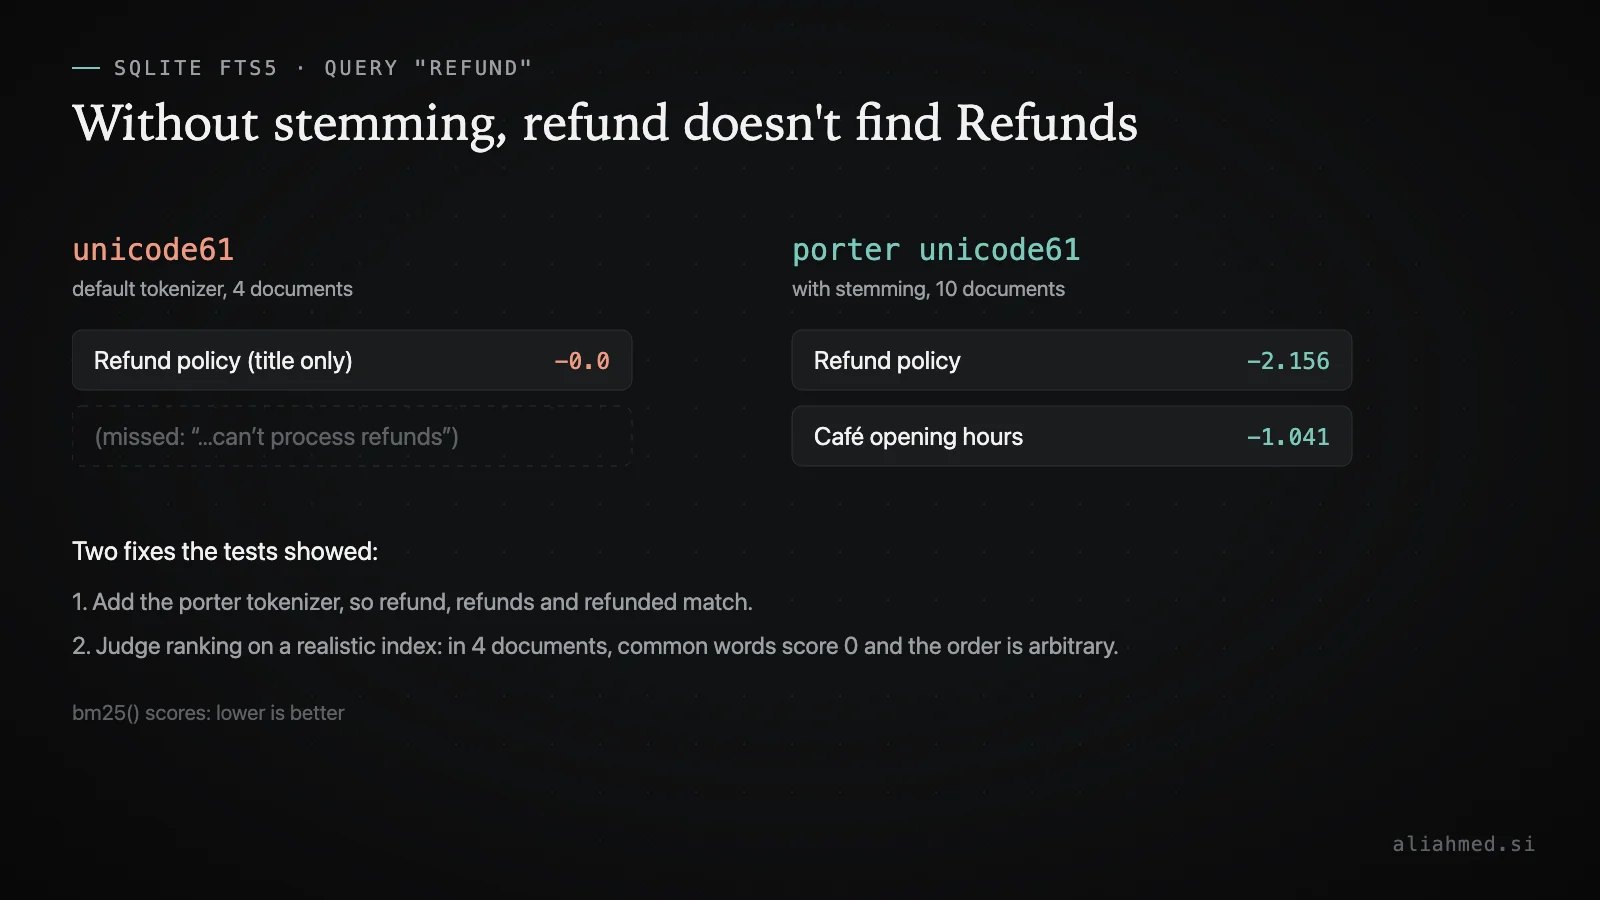 SQLITE FTS5 · QUERY "REFUND"
Without stemming, refund doesn't find Refunds
unicode61
default tokenizer, 4 documents
Refund policy (title only) −0.0
(missed: “…can’t process refunds”)
porter unicode61
with stemming, 10 documents
Refund policy −2.156
Café opening hours −1.041
Two fixes the tests showed:
1. Add the porter tokenizer, so refund, refunds and refunded match.
2. Judge ranking on a realistic index: in 4 documents, common words score 0 and the order is arbitrary.
bm25() scores: lower is better
aliahmed.si